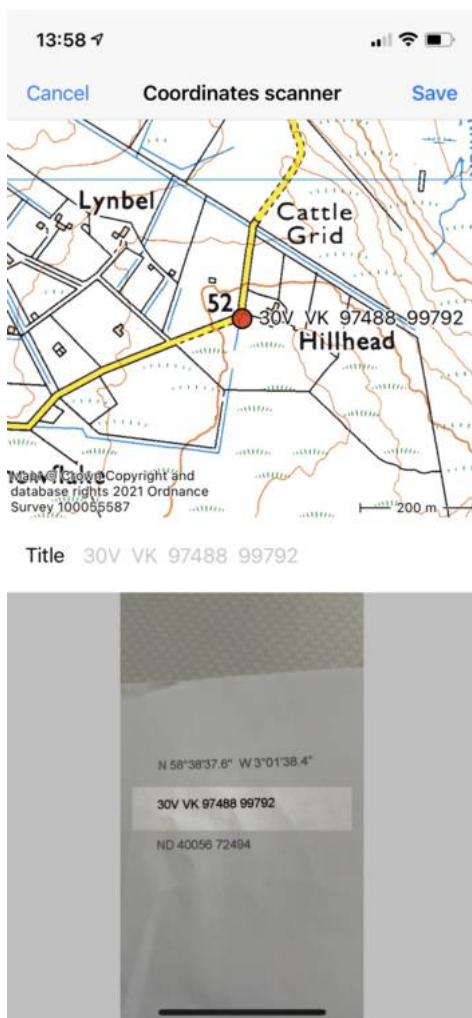 13:58
Cancel Coordinates scanner Save
Lynbel
Cattle
Grid
52
30V VK 97488 99792
Hillhead
Maps © Crown Copyright and
database rights 2021 Ordnance
Survey 100055587
200 m
Title 30V VK 97488 99792
N 58°38'37.6" W 3°01'38.4"
30V VK 97488 99792
ND 40056 72494